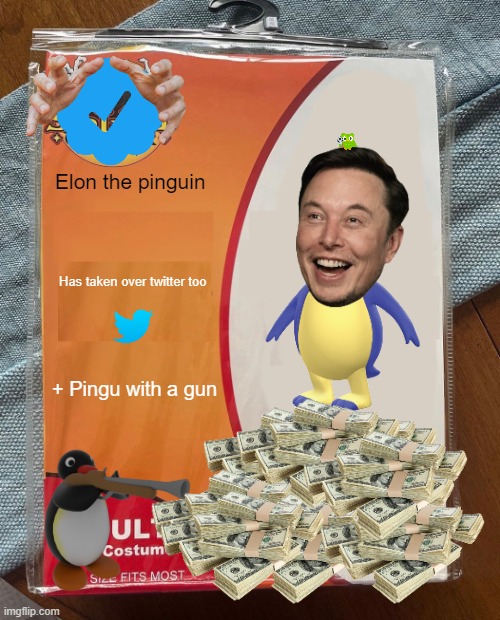 Elon the pinguin
Has taken over twitter too
+ Pingu with a gun
ULT
Costum
SIZE FITS MOST
imgflip.com